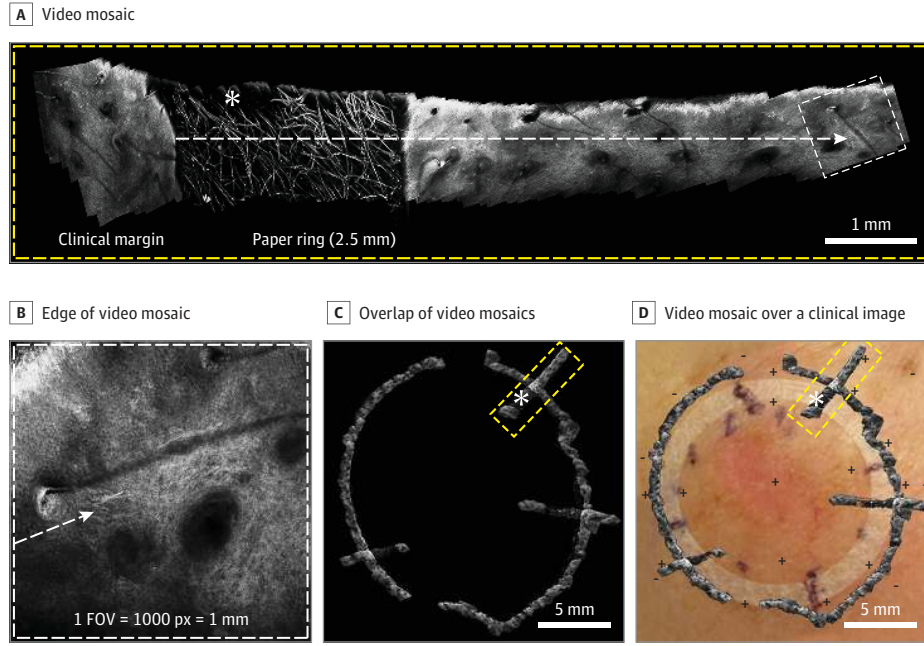 A Video mosaic
*
Clinical margin
Paper ring (2.5 mm)
1 mm
B Edge of video mosaic
1 FOV = 1000 px = 1 mm
C Overlap of video mosaics
*
5 mm
D Video mosaic over a clinical image
*
5 mm